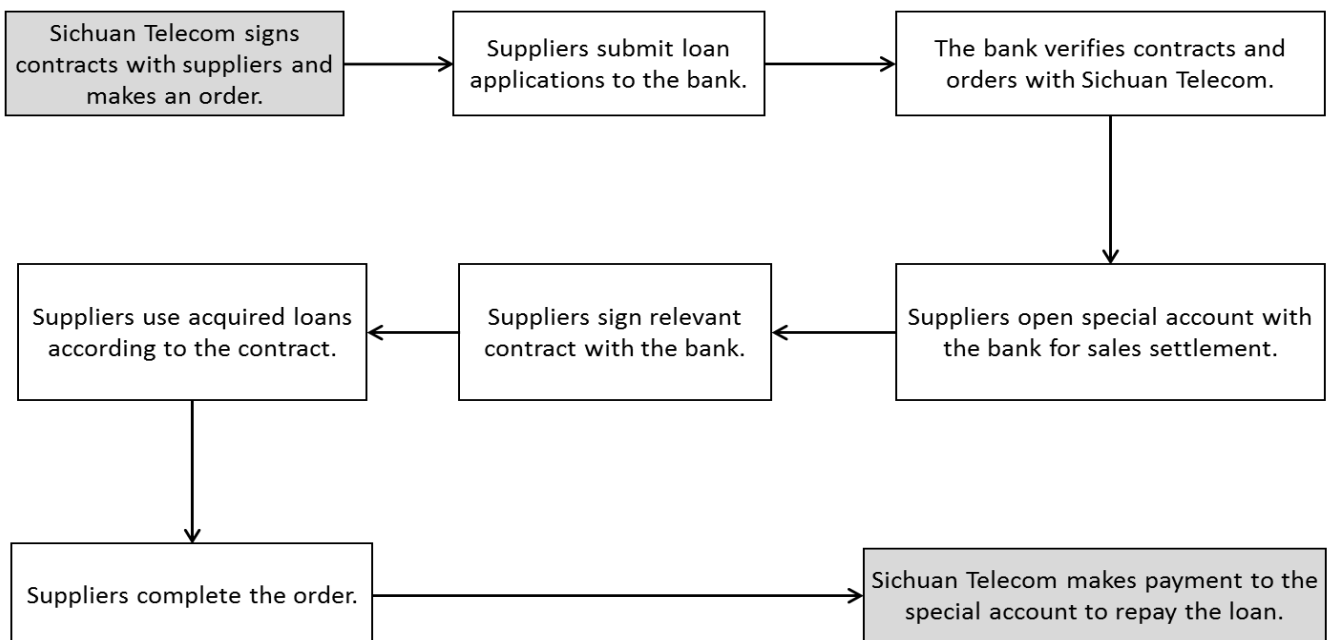 Sichuan Telecom signs
contracts with suppliers and
makes an order.
Suppliers submit loan
applications to the bank.
The bank verifies contracts and
orders with Sichuan Telecom.
Suppliers open special account with
the bank for sales settlement.
Suppliers sign relevant
contract with the bank.
Suppliers use acquired loans
according to the contract.
Suppliers complete the order.
Sichuan Telecom makes payment to the
special account to repay the loan.